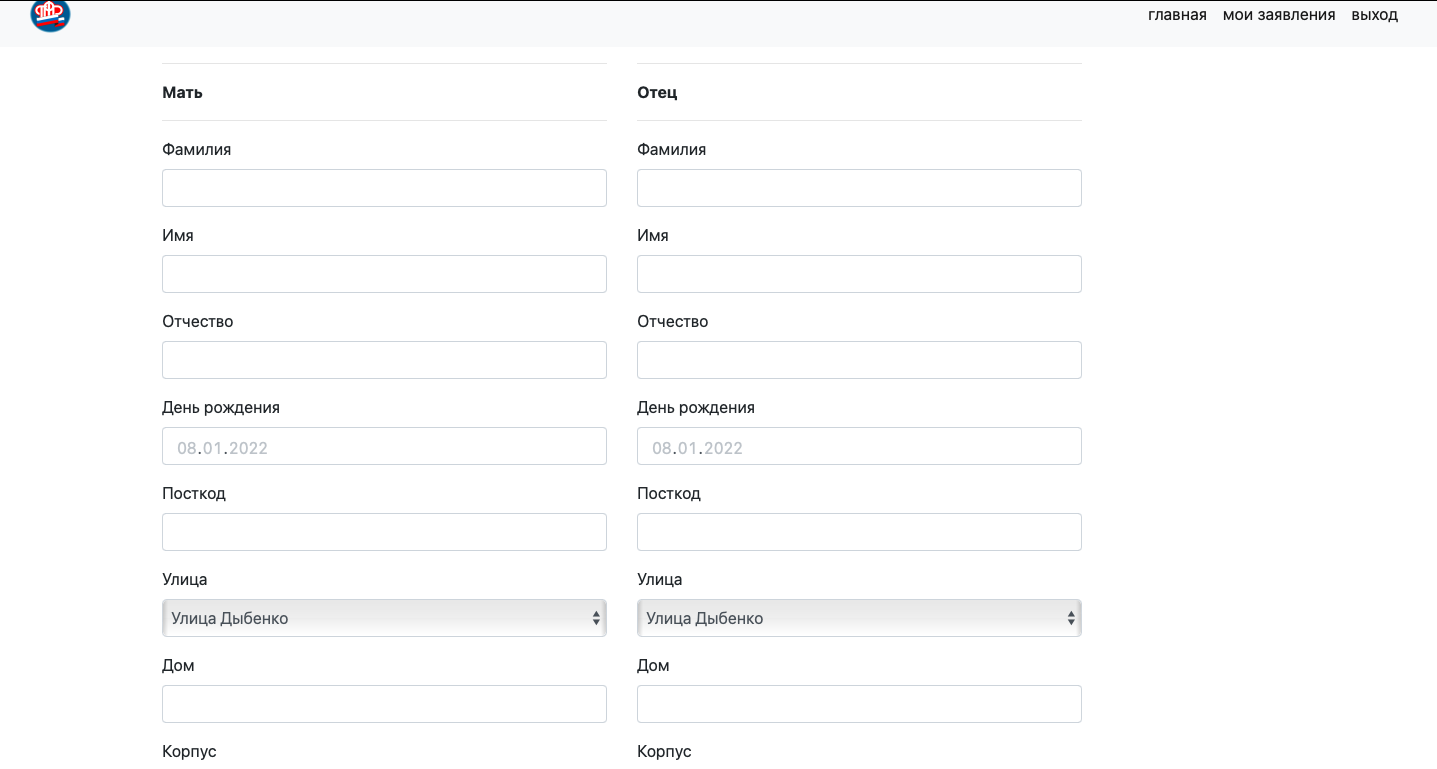 главная мои заявления выход
Мать
Фамилия
Имя
Отчество
День рождения
08.01.2022
Посткод
Улица
Улица Дыбенко
Дом
Корпус
Отец
Фамилия
Имя
Отчество
День рождения
08.01.2022
Посткод
Улица
Улица Дыбенко
Дом
Корпус